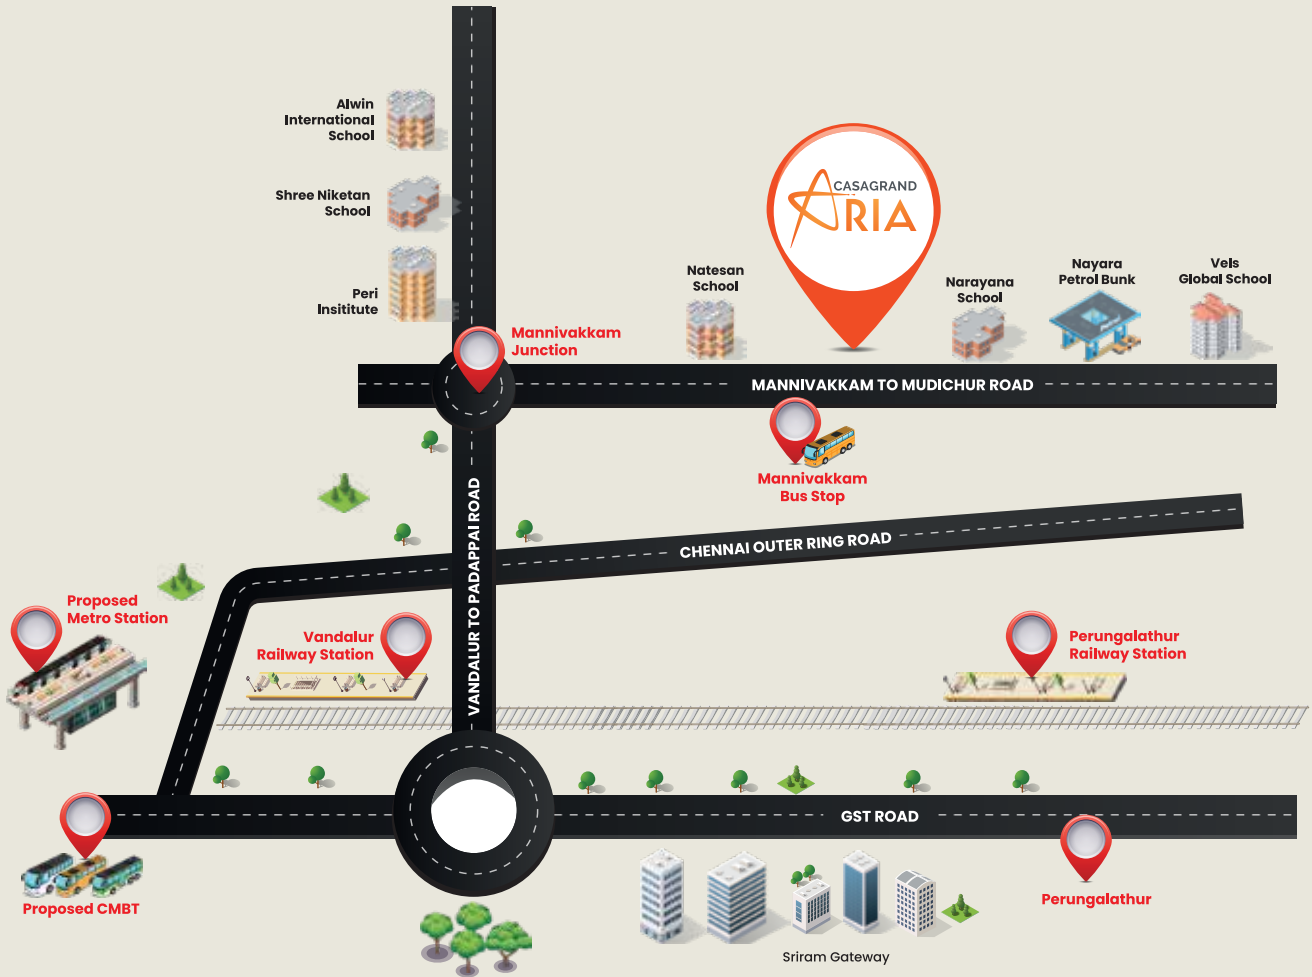 Alwin
International
School
Shree Niketan
School
Peri
Insititute
Mannivakkam
Junction
Natesan
School
CASAGRAND
ARIA
Narayana
School
Nayara
Petrol Bunk
Vels
Global School
MANNIVAKKAM TO MUDICHUR ROAD
Mannivakkam
Bus Stop
VANDALUR TO PADAPPAI ROAD
CHENNAI OUTER RING ROAD
Proposed
Metro Station
Vandalur
Railway Station
Perungalathur
Railway Station
GST ROAD
Proposed CMBT
Perungalathur
Sriram Gateway